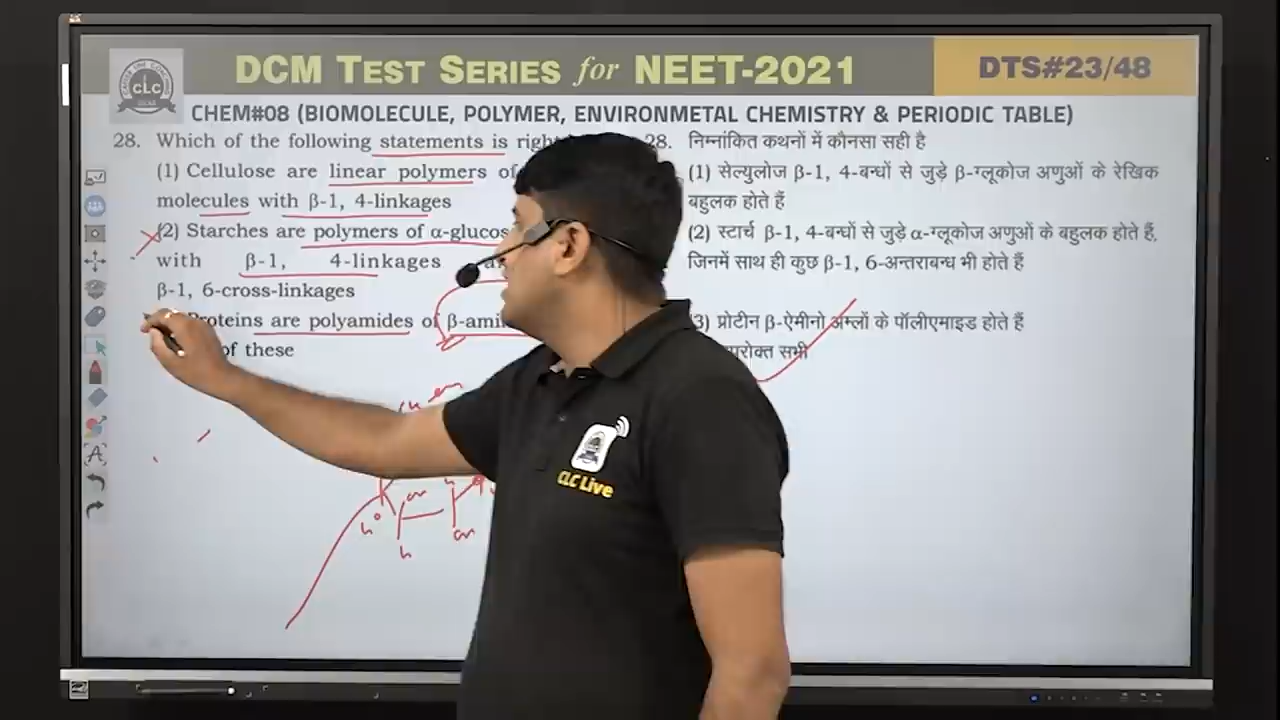 DCM TEST SERIES for NEET-2021
DTS#23/48
CLC
CHEM#08 (BIOMOLECULE, POLYMER, ENVIRONMETAL CHEMISTRY & PERIODIC TABLE)
28. Which of the following statements is
(1) Cellulose are linear polymers of
molecules with β-1, 4-linkages
(2) Starches are polymers of
with β-1, 4-linkages
β-1, 6-cross-linkages
Proteins are polyamides of
of these
28. निम्नांकित कथनों में कौनसा सही है
(1) सेल्युलोज β-1, 4-बन्धों से जुड़े β-ग्लूकोज अणुओं के रेखिक
बहुलक होते हैं
(2) स्टार्च β-1, 4-बन्धों से जुड़े α-ग्लूकोज अणुओं के बहुलक होते हैं,
जिनमें साथ ही कुछ β-1, 6-अन्तराबन्ध भी होते हैं
(3) प्रोटीन β-ऐमीनो अम्लों के पॉलीएमाइड होते हैं
सभी
CLC Live